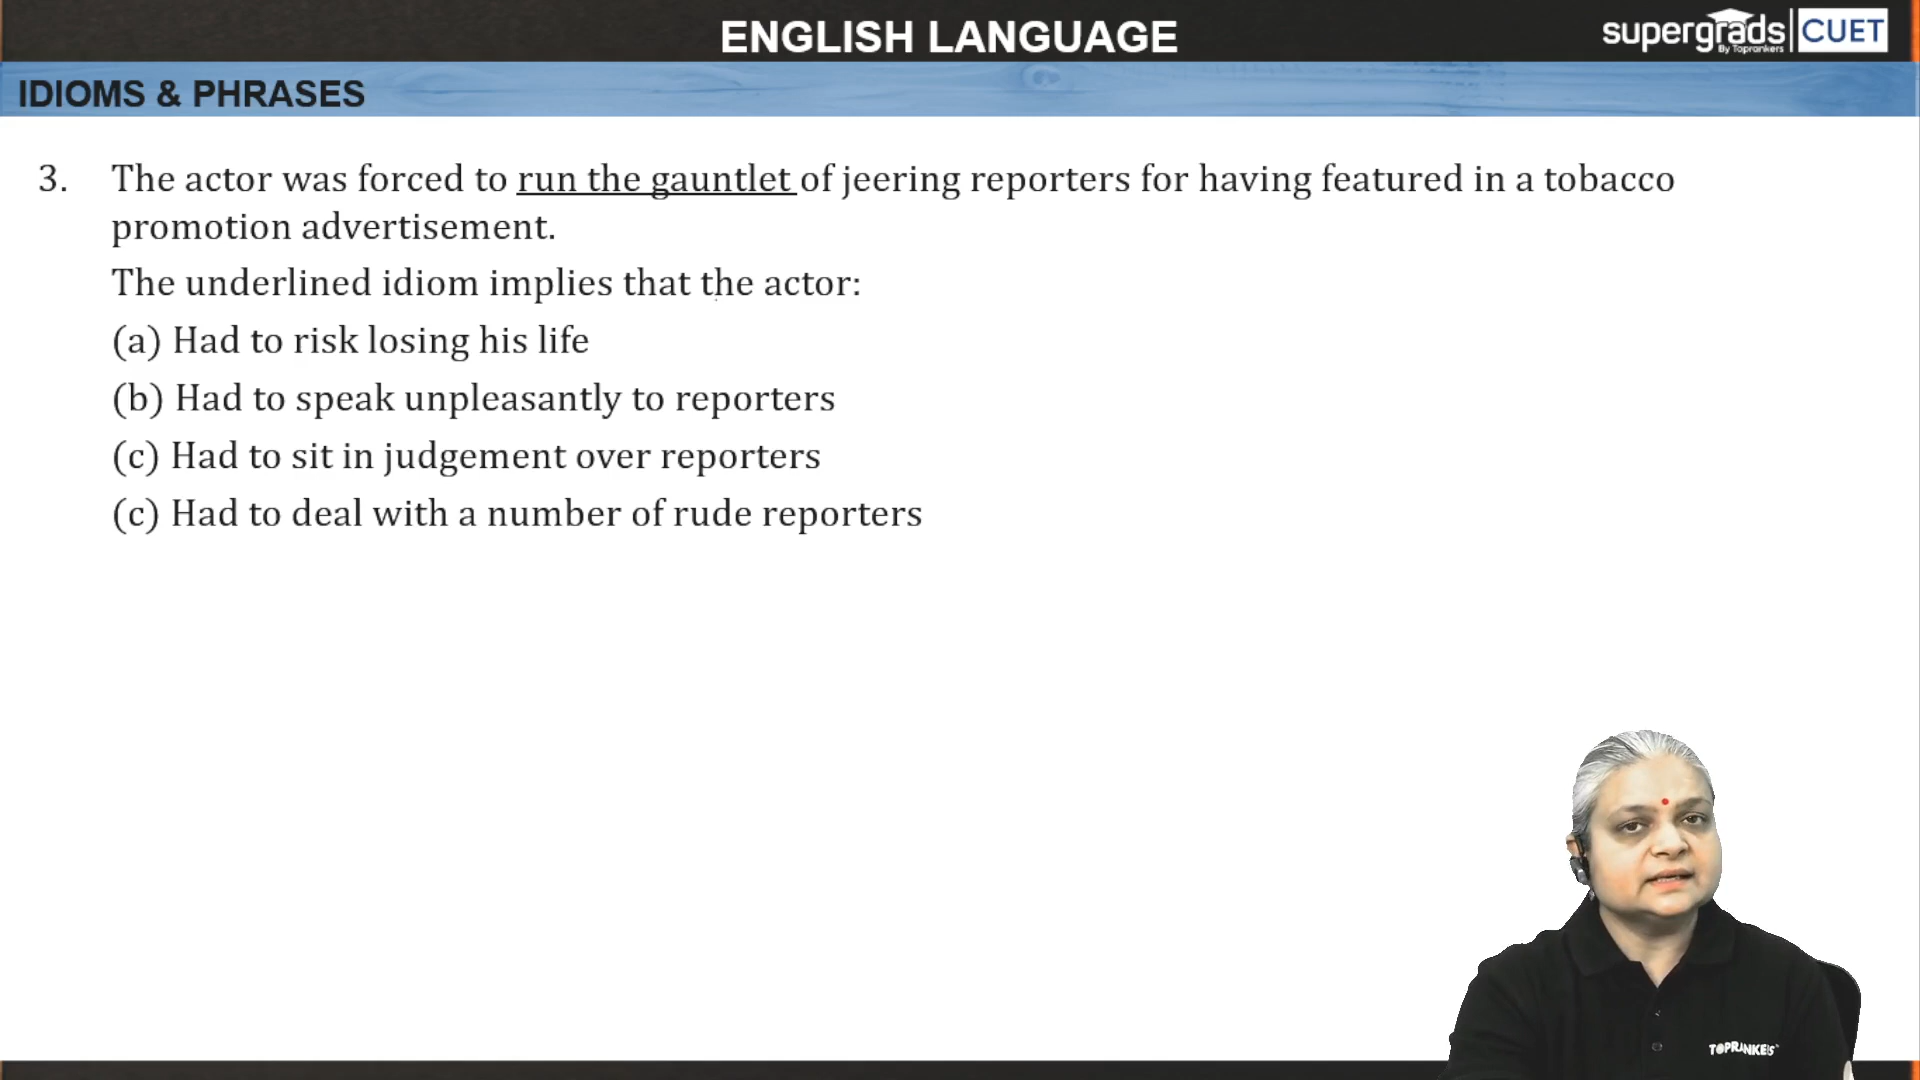 ENGLISH LANGUAGE
supergrads
By Toprankers
CUET
IDIOMS & PHRASES
3. The actor was forced to run the gauntlet of jeering reporters for having featured in a tobacco
promotion advertisement.
The underlined idiom implies that the actor:
(a) Had to risk losing his life
(b) Had to speak unpleasantly to reporters
(c) Had to sit in judgement over reporters
(c) Had to deal with a number of rude reporters
TOPRANKERS